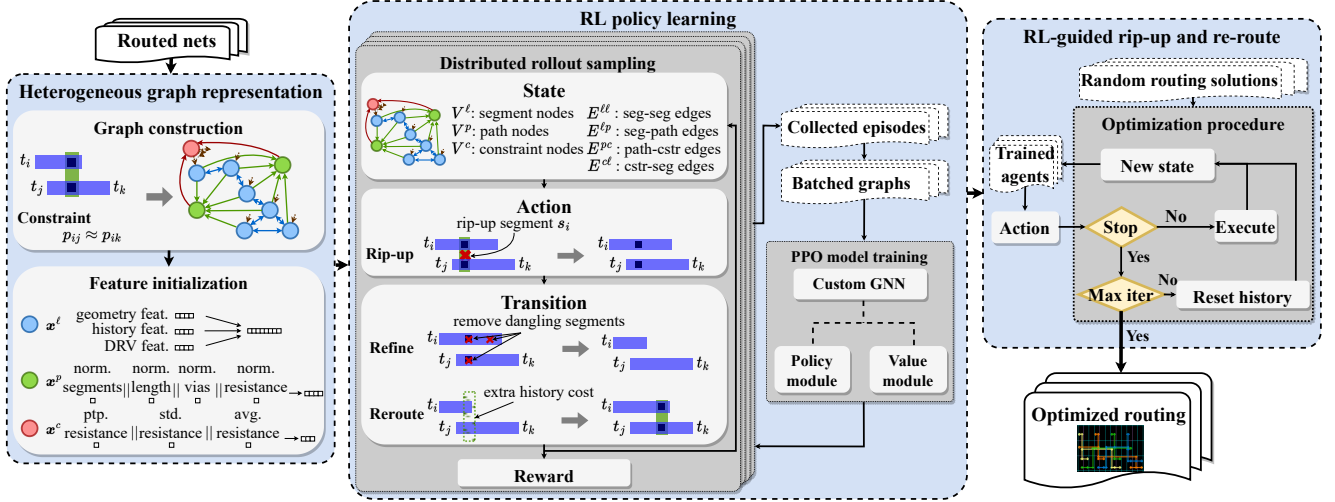 Routed nets
Heterogeneous graph representation
Graph construction
t_i
t_j
t_k
Constraint
p_{ij} ≈ p_{ik}
Feature initialization
x^ℓ
geometry feat.
history feat.
DRV feat.
norm. norm. norm. norm.
x^p segments || length || vias || resistance
ptp. std. avg.
x^c resistance || resistance || resistance
RL policy learning
Distributed rollout sampling
State
V^ℓ: segment nodes E^{ℓℓ} : seg-seg edges
V^p: path nodes E^{ℓp} : seg-path edges
V^c: constraint nodes E^{pc} : path-cstr edges
E^{cℓ} : cstr-seg edges
Action
rip-up segment s_i
Rip-up
t_i
t_j
t_k
t_i
t_j
t_k
Transition
remove dangling segments
Refine
t_i
t_j
t_k
t_i
t_j
t_k
extra history cost
Reroute
t_i
t_j
t_k
t_i
t_j
t_k
Reward
Collected episodes
Batched graphs
PPO model training
Custom GNN
Policy
module
Value
module
RL-guided rip-up and re-route
Random routing solutions
Optimization procedure
Trained
agents
New state
Action
Stop
No
Execute
Yes
Max iter
No
Reset history
Yes
Optimized routing